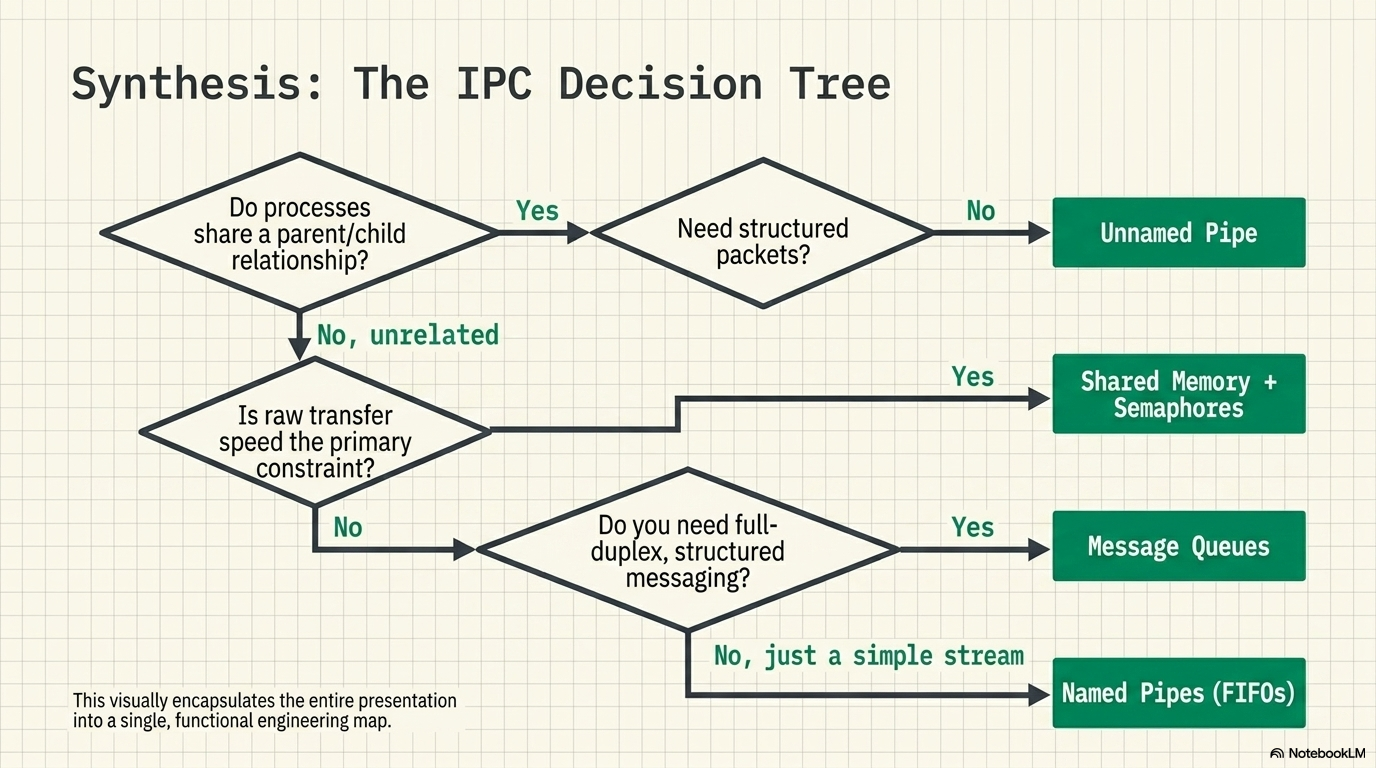 Synthesis: The IPC Decision Tree
Do processes
share a parent/child
relationship?
Yes
Need structured
packets?
No
Unnamed Pipe
No, unrelated
Is raw transfer
speed the primary
constraint?
Yes
Shared Memory +
Semaphores
No
Do you need full-
duplex, structured
messaging?
Yes
Message Queues
No, just a simple stream
Named Pipes (FIFOs)
This visually encapsulates the entire presentation
into a single, functional engineering map.
NotebookLM